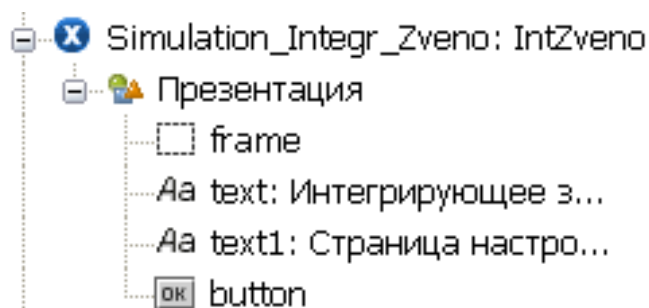 Simulation_Integr_Zveno: IntZveno
Презентация
frame
Aa text: Интегрирующее з...
Aa text1: Страница настро...
OK button